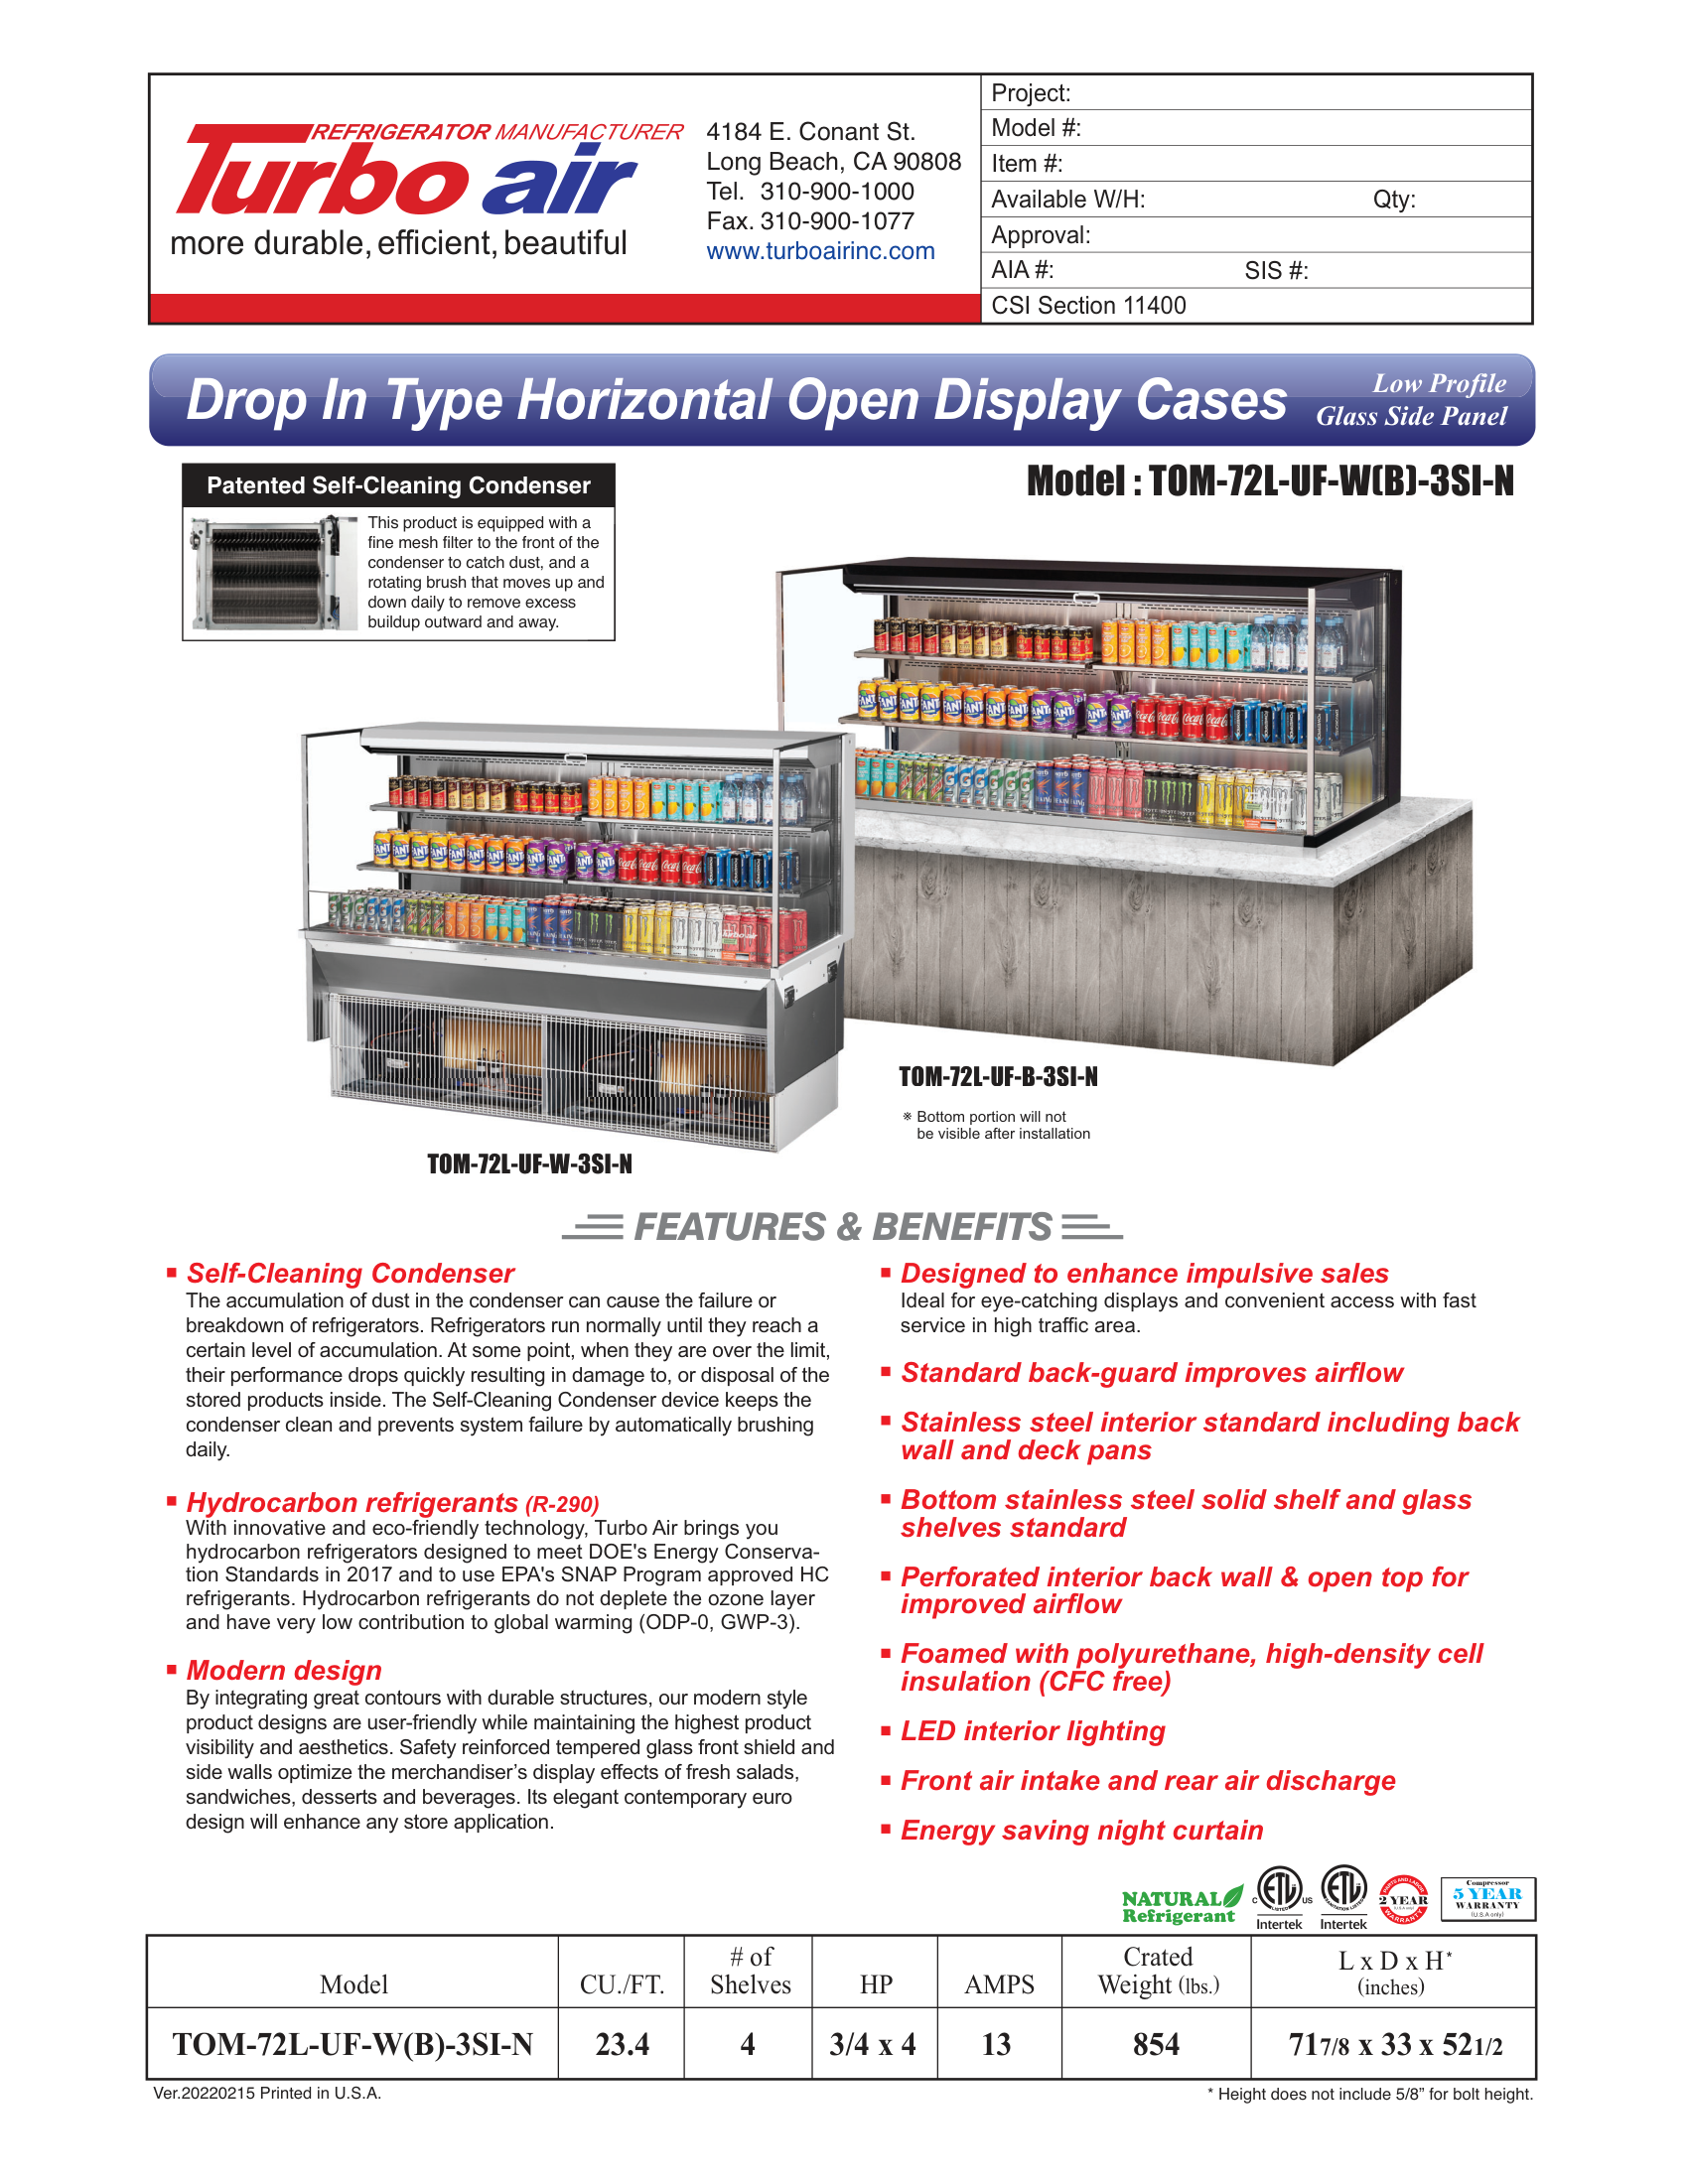 REFRIGERATOR MANUFACTURER
Turbo air
more durable, efficient, beautiful
4184 E. Conant St.
Long Beach, CA 90808
Tel. 310-900-1000
Fax. 310-900-1077
www.turboairinc.com
Project:
Model #:
Item #:
Available W/H: Qty:
Approval:
AIA #: SIS #:
CSI Section 11400
Drop In Type Horizontal Open Display Cases
Low Profile
Glass Side Panel
Patented Self-Cleaning Condenser
This product is equipped with a
fine mesh filter to the front of the
condenser to catch dust, and a
rotating brush that moves up and
down daily to remove excess
buildup outward and away.
Model : TOM-72L-UF-W(B)-3SI-N
TOM-72L-UF-B-3SI-N
※ Bottom portion will not
be visible after installation
TOM-72L-UF-W-3SI-N
FEATURES & BENEFITS
▪ Self-Cleaning Condenser
The accumulation of dust in the condenser can cause the failure or
breakdown of refrigerators. Refrigerators run normally until they reach a
certain level of accumulation. At some point, when they are over the limit,
their performance drops quickly resulting in damage to, or disposal of the
stored products inside. The Self-Cleaning Condenser device keeps the
condenser clean and prevents system failure by automatically brushing
daily.
▪ Hydrocarbon refrigerants (R-290)
With innovative and eco-friendly technology, Turbo Air brings you
hydrocarbon refrigerators designed to meet DOE's Energy Conserva-
tion Standards in 2017 and to use EPA's SNAP Program approved HC
refrigerants. Hydrocarbon refrigerants do not deplete the ozone layer
and have very low contribution to global warming (ODP-0, GWP-3).
▪ Modern design
By integrating great contours with durable structures, our modern style
product designs are user-friendly while maintaining the highest product
visibility and aesthetics. Safety reinforced tempered glass front shield and
side walls optimize the merchandiser’s display effects of fresh salads,
sandwiches, desserts and beverages. Its elegant contemporary euro
design will enhance any store application.
▪ Designed to enhance impulsive sales
Ideal for eye-catching displays and convenient access with fast
service in high traffic area.
▪ Standard back-guard improves airflow
▪ Stainless steel interior standard including back
wall and deck pans
▪ Bottom stainless steel solid shelf and glass
shelves standard
▪ Perforated interior back wall & open top for
improved airflow
▪ Foamed with polyurethane, high-density cell
insulation (CFC free)
▪ LED interior lighting
▪ Front air intake and rear air discharge
▪ Energy saving night curtain
NATURAL
Refrigerant
C ETL US
LISTED
Intertek
ETL
Intertek
PARTS AND LABOR
2 YEAR
WARRANTY
Compressor
5 YEAR
WARRANTY
(U.S.A only)
Model CU./FT. # of Shelves HP AMPS Crated Weight (lbs.) L x D x H* (inches)
TOM-72L-UF-W(B)-3SI-N 23.4 4 3/4 x 4 13 854 71 7/8 x 33 x 52 1/2
Ver.20220215 Printed in U.S.A.
* Height does not include 5/8” for bolt height.